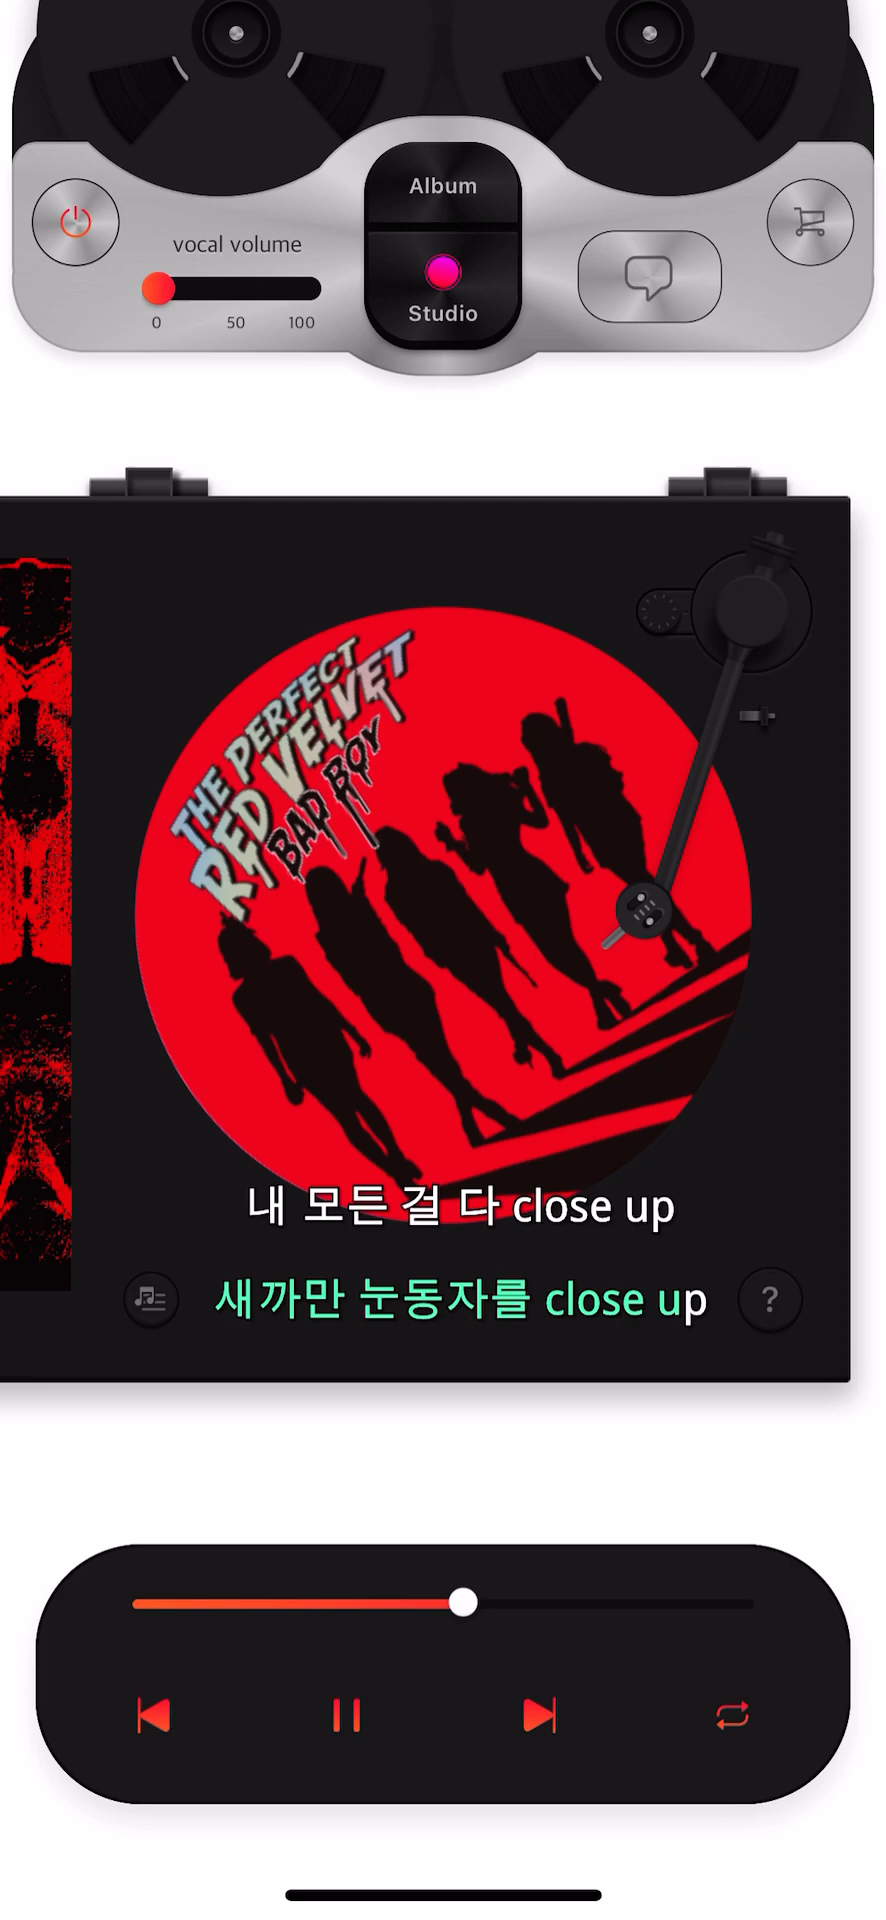 Album
vocal volume
0 50 100
Studio
THE PERFECT
RED VELVET
BAD BOY
내 모든 걸 다 close up
새까만 눈동자를 close up
?